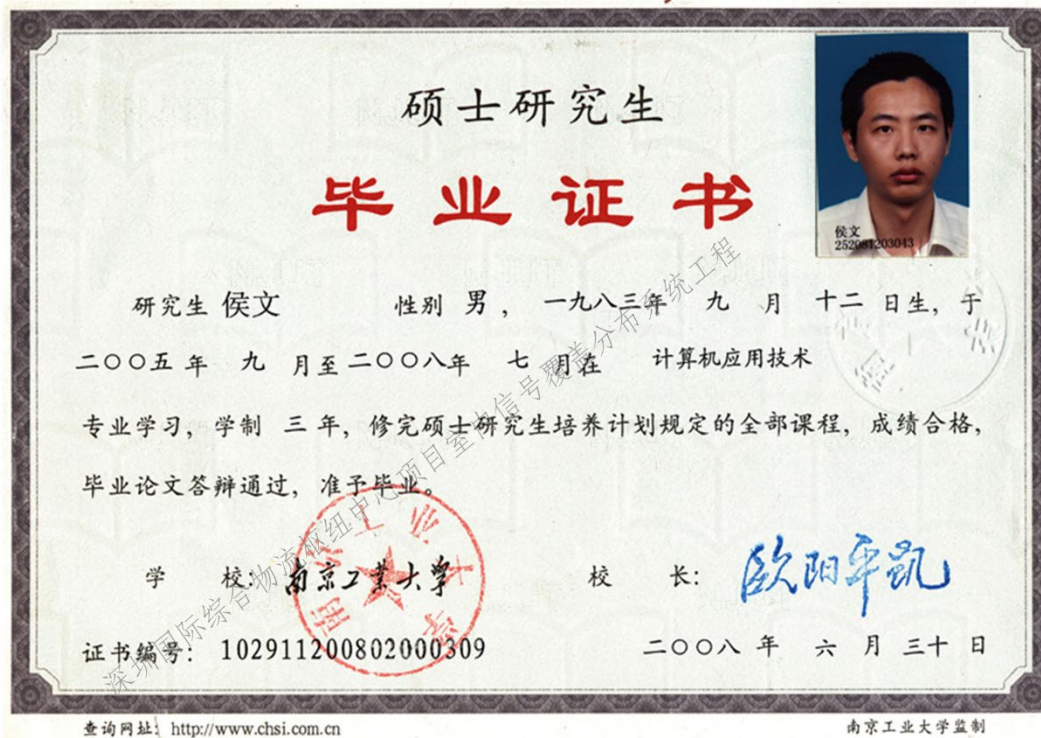 硕士研究生
毕业证书
侯文
252081203043
研究生 侯文 性别 男，一九八三年 九 月 十二 日生，于
二〇〇五年 九 月至二〇〇八年 七 月在 计算机应用技术
专业学习，学制 三 年，修完硕士研究生培养计划规定的全部课程，成绩合格，
毕业论文答辩通过，准予毕业。
南京工业大学
学 校：南京工业大学 校 长：欧阳平凯
证书编号：102911200802000309 二〇〇八 年 六 月 三十 日
查询网址：http://www.chsi.com.cn 南京工业大学监制
深圳国际综合物流枢纽中心项目室内信号覆盖分布系统工程